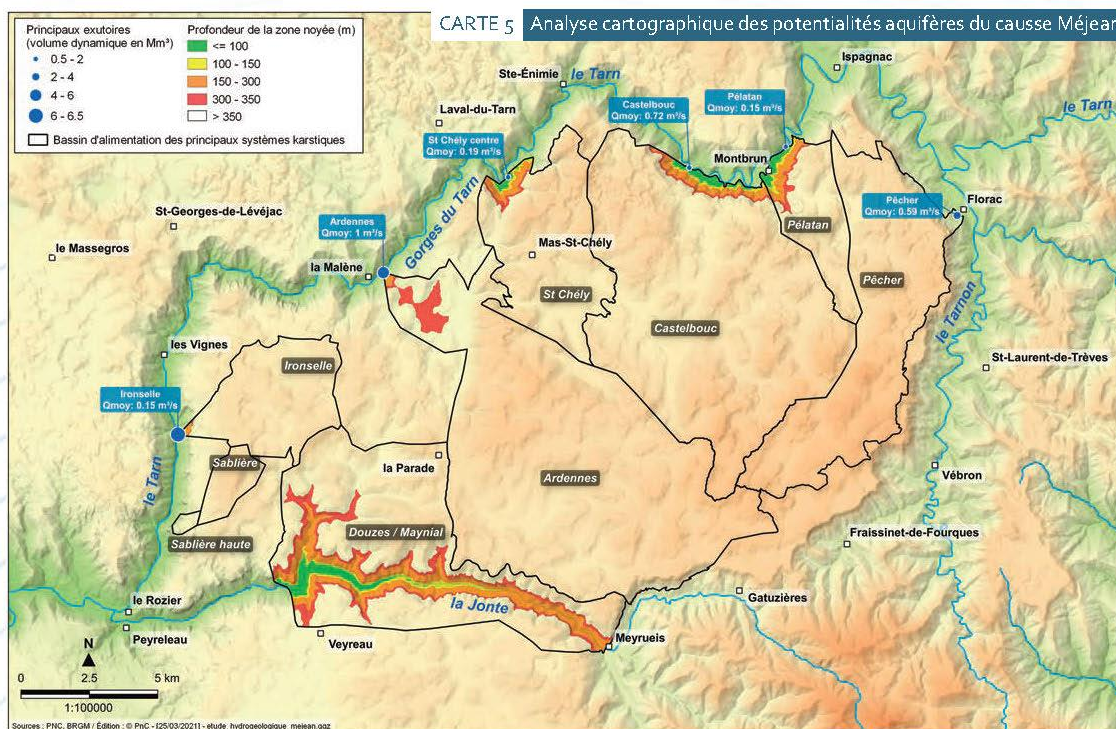 CARTE 5 Analyse cartographique des potentialités aquifères du causse Méjean
Principaux exutoires
(volume dynamique en Mm³)
0.5 - 2
2 - 4
4 - 6
6 - 6.5
Profondeur de la zone noyée (m)
<= 100
100 - 150
150 - 300
300 - 350
> 350
Bassin d'alimentation des principaux systèmes karstiques
Ispagnac
Ste-Énimie
le Tarn
le Tarn
Laval-du-Tarn
Castelbouc
Qmoy: 0.72 m³/s
Pélatan
Qmoy: 0.15 m³/s
St Chély centre
Qmoy: 0.19 m³/s
Montbrun
St-Georges-de-Lévéjac
Ardennes
Qmoy: 1 m³/s
Gorges du Tarn
Pêcher
Qmoy: 0.59 m³/s
Florac
Pélatan
le Massegros
Mas-St-Chély
la Malène
St Chély
Pêcher
Castelbouc
le Tarnon
les Vignes
Ironselle
St-Laurent-de-Trèves
Ironselle
Qmoy: 0.15 m³/s
Sablière
la Parade
Ardennes
Vébron
le Tarn
Sablière haute
Douzes / Maynial
Fraissinet-de-Fourques
le Rozier
la Jonte
Gatuzières
Peyreleau
Veyreau
Meyrueis
N
0 2.5 5 km
1:100000
Sources : PNC, BRGM / Édition : © PnC - [25/03/2021] - etude_hydrogeologique_mejean.qgz